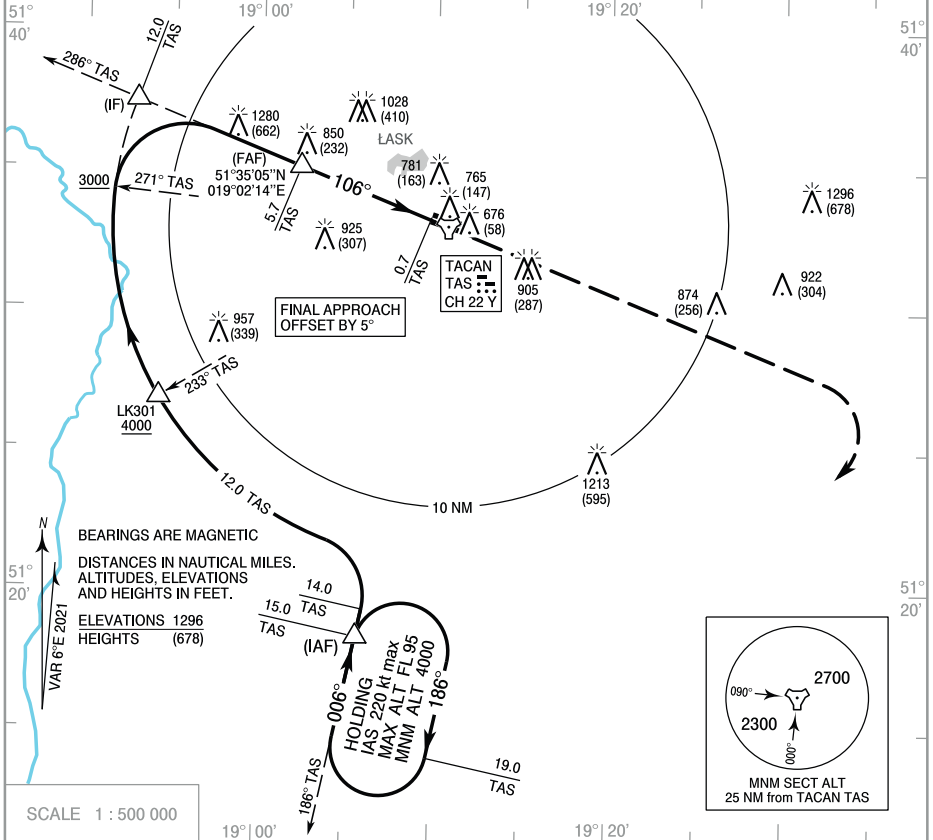 51°
40'
19° 00'
19° 20'
51°
40'
12.0
TAS
286° TAS
(IF)
1280
(662)
850
(232)
1028
(410)
ŁASK
(FAF)
51°35'05"N
019°02'14"E
781
(163)
765
(147)
676
(58)
1296
(678)
3000
271° TAS
106°
5.7
TAS
925
(307)
0.7
TAS
TACAN
TAS
CH 22 Y
905
(287)
922
(304)
874
(256)
FINAL APPROACH
OFFSET BY 5°
957
(339)
233° TAS
LK301
4000
12.0 TAS
1213
(595)
10 NM
N
VAR 6°E 2021
BEARINGS ARE MAGNETIC
DISTANCES IN NAUTICAL MILES.
ALTITUDES, ELEVATIONS
AND HEIGHTS IN FEET.
ELEVATIONS 1296
HEIGHTS (678)
51°
20'
51°
20'
14.0
TAS
15.0
TAS
(IAF)
006°
HOLDING
IAS 220 kt max
MAX ALT FL 95
MNM ALT 4000
186°
186° TAS
19.0
TAS
090°
2700
2300
000°
MNM SECT ALT
25 NM from TACAN TAS
SCALE 1 : 500 000
19° 00'
19° 20'